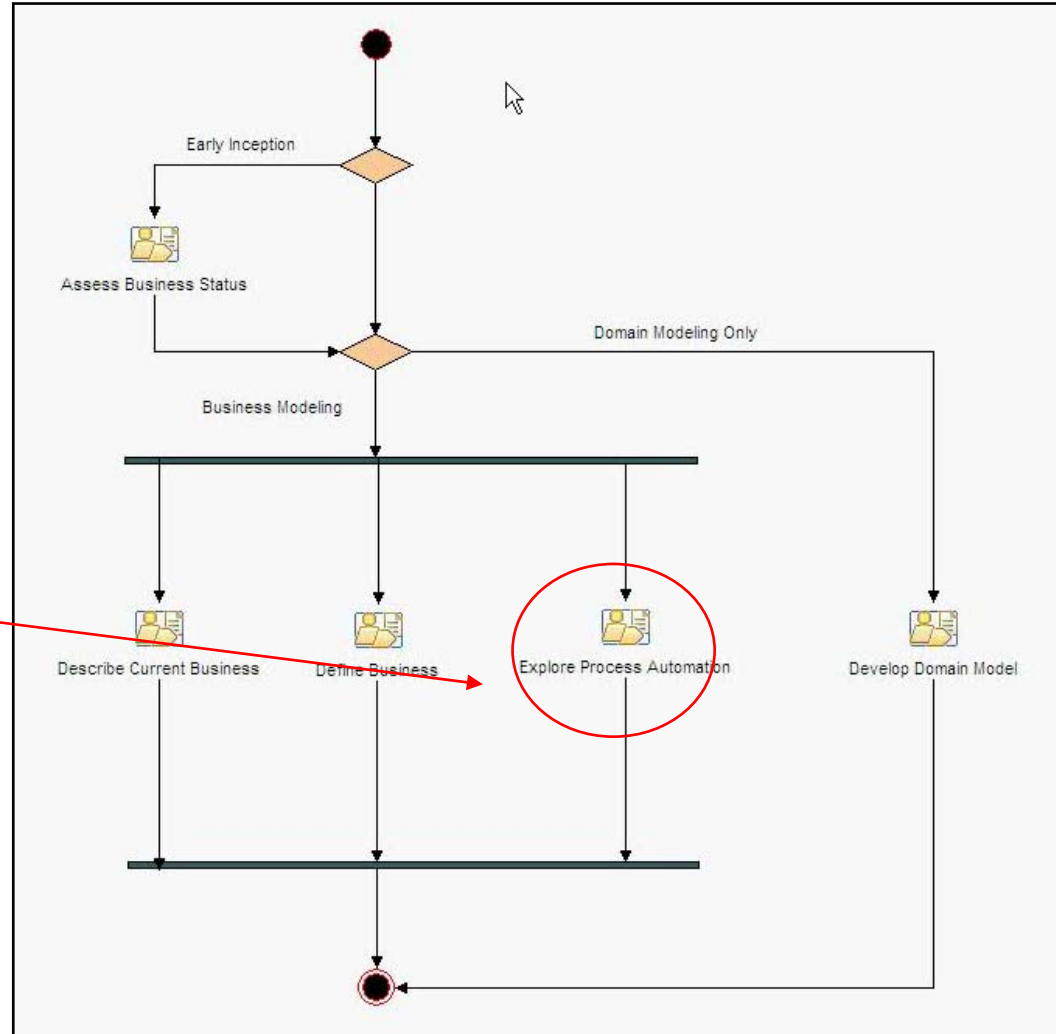 Early Inception
Assess Business Status
Domain Modeling Only
Business Modeling
Describe Current Business
Define Business
Explore Process Automation
Develop Domain Model